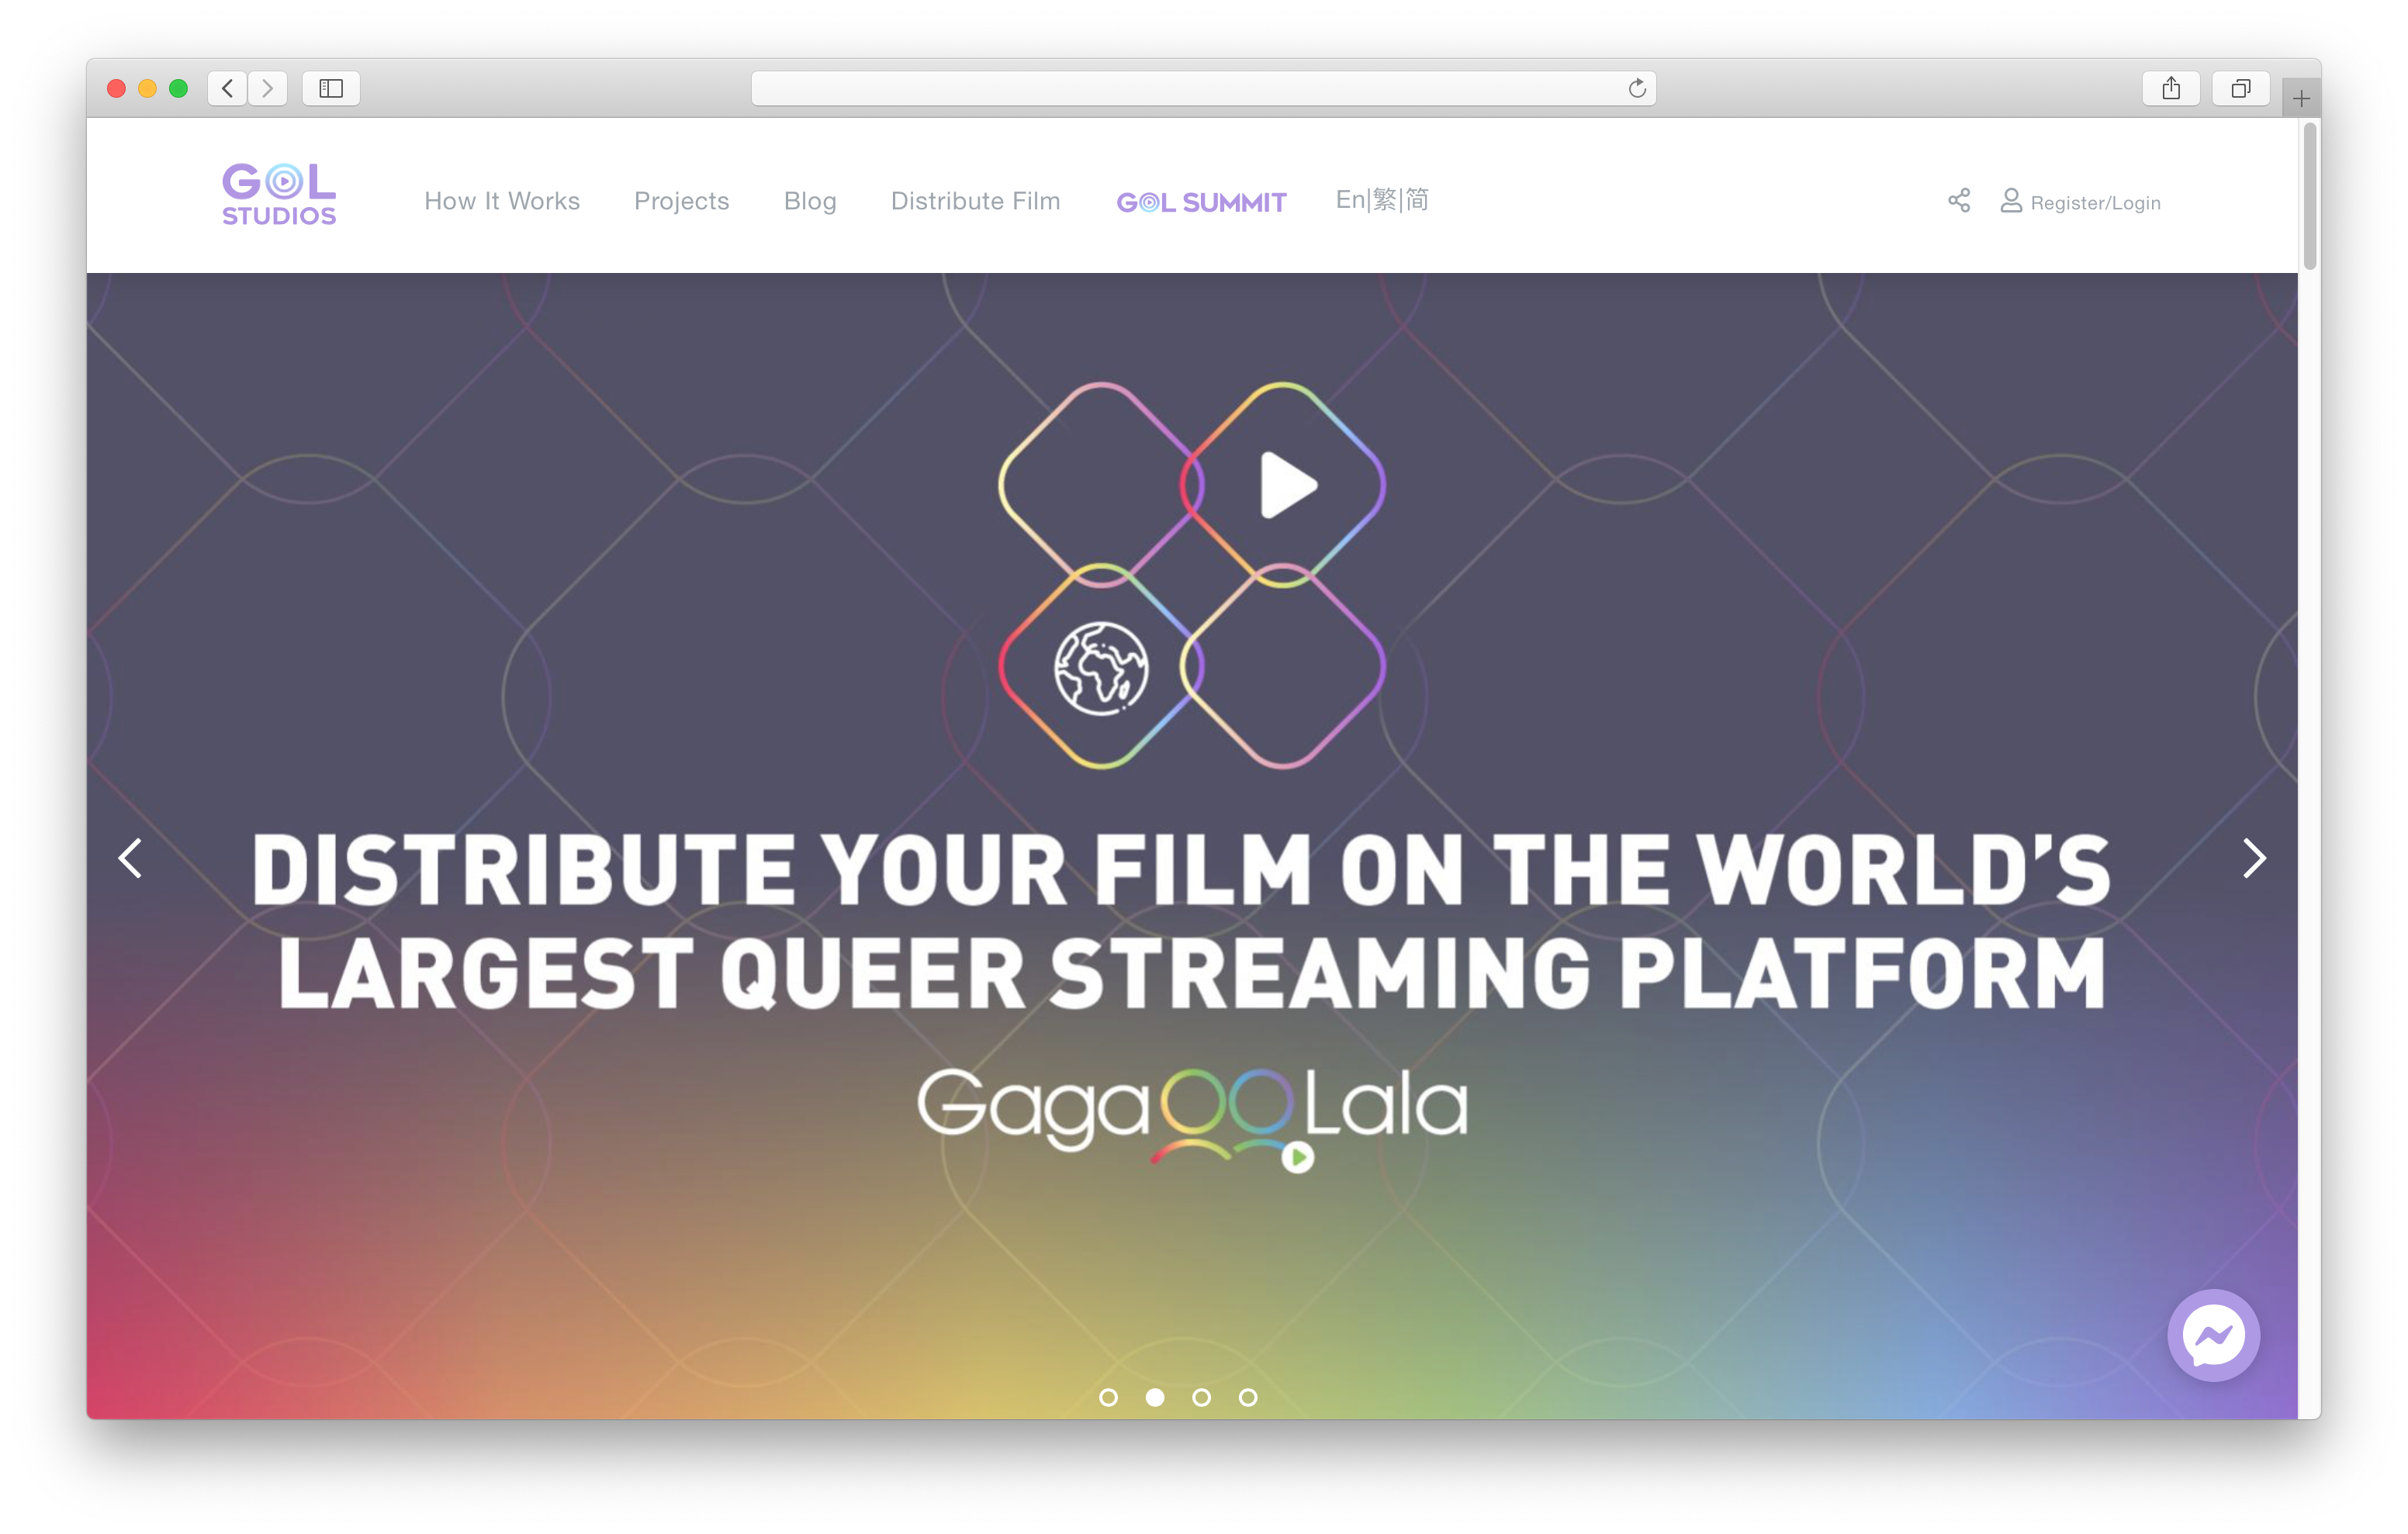 GOL
STUDIOS
How It Works
Projects
Blog
Distribute Film
GOL SUMMIT
En|繁|简
Register/Login
DISTRIBUTE YOUR FILM ON THE WORLD’S
LARGEST QUEER STREAMING PLATFORM
GagaOOLala